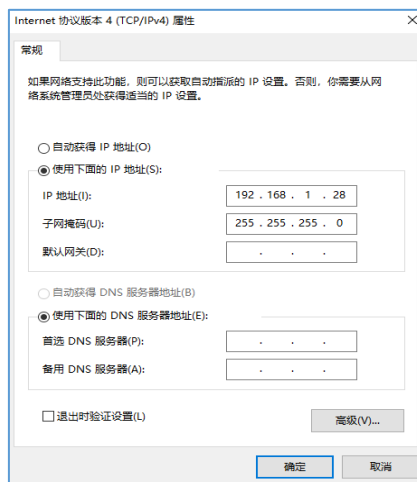 Internet 协议版本 4 (TCP/IPv4) 属性
常规
如果网络支持此功能，则可以获取自动指派的 IP 设置。否则，你需要从网
络系统管理员处获得适当的 IP 设置。
自动获得 IP 地址(O)
使用下面的 IP 地址(S):
IP 地址(I): 192 . 168 . 1 . 28
子网掩码(U): 255 . 255 . 255 . 0
默认网关(D): . . .
自动获得 DNS 服务器地址(B)
使用下面的 DNS 服务器地址(E):
首选 DNS 服务器(P): . . .
备用 DNS 服务器(A): . . .
退出时验证设置(L)
高级(V)...
确定 取消